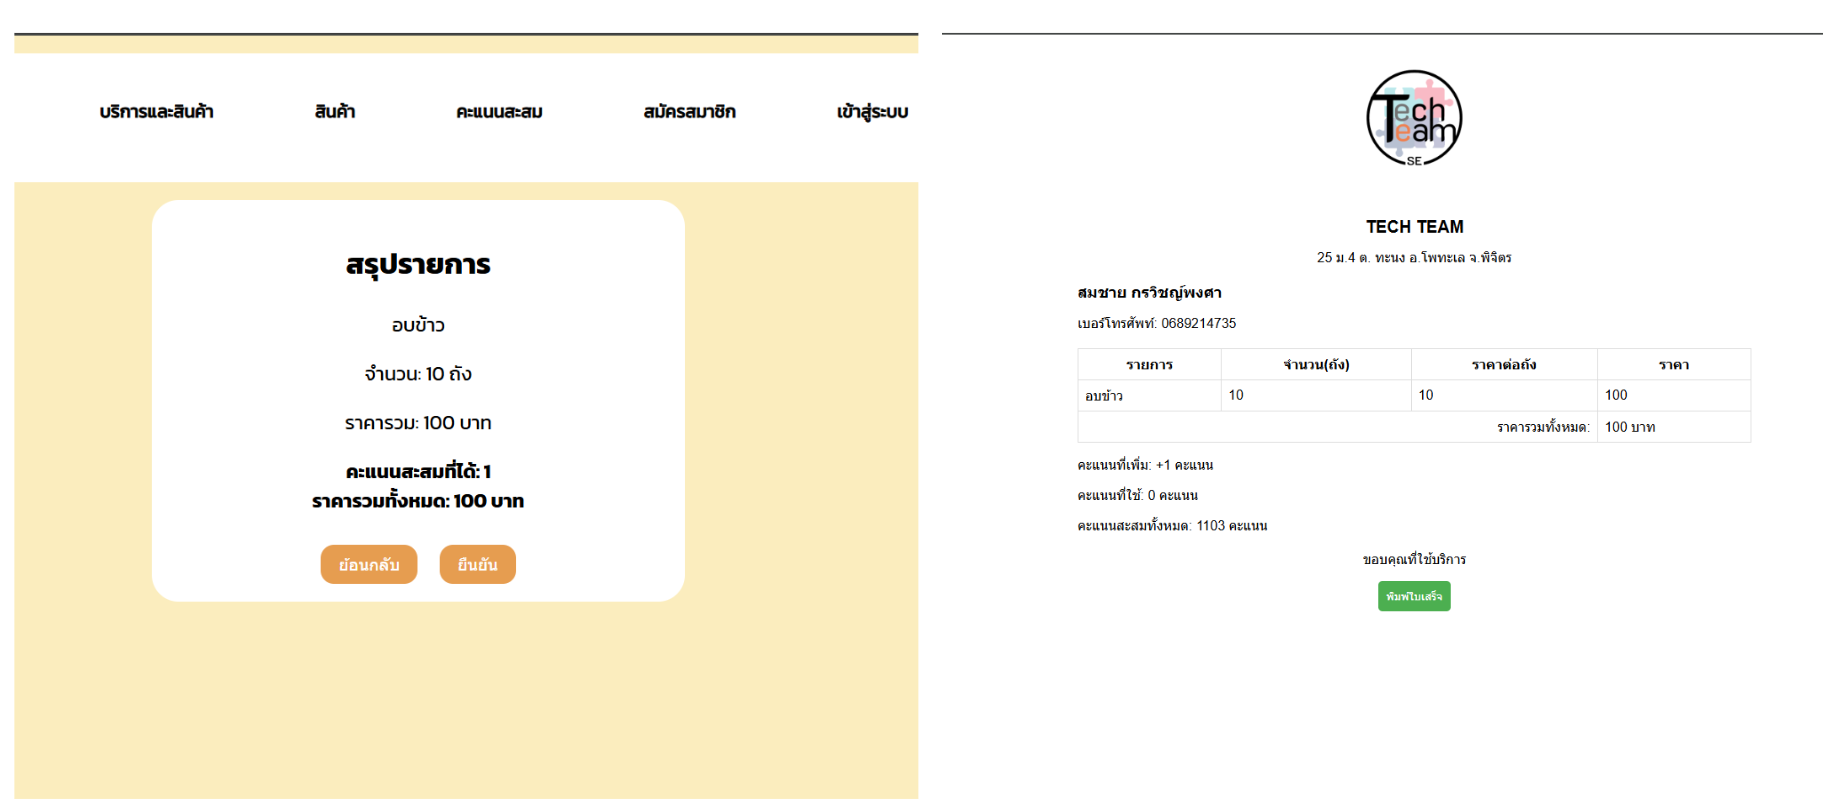 บริการและสินค้า สินค้า คะแนนสะสม สมัครสมาชิก เข้าสู่ระบบ
สรุปรายการ
อบข้าว
จำนวน: 10 ถัง
ราคารวม: 100 บาท
คะแนนสะสมที่ได้: 1
ราคารวมทั้งหมด: 100 บาท
ย้อนกลับ ยืนยัน
Tech
Team
SE
TECH TEAM
25 ม.4 ต. ทะนง อ.โพทะเล จ.พิจิตร
สมชาย กรวิชญ์พงศา
เบอร์โทรศัพท์: 0689214735
รายการ จำนวน(ถัง) ราคาต่อถัง ราคา
อบข้าว 10 10 100
ราคารวมทั้งหมด: 100 บาท
คะแนนที่เพิ่ม: +1 คะแนน
คะแนนที่ใช้: 0 คะแนน
คะแนนสะสมทั้งหมด: 1103 คะแนน
ขอบคุณที่ใช้บริการ
พิมพ์ใบเสร็จ